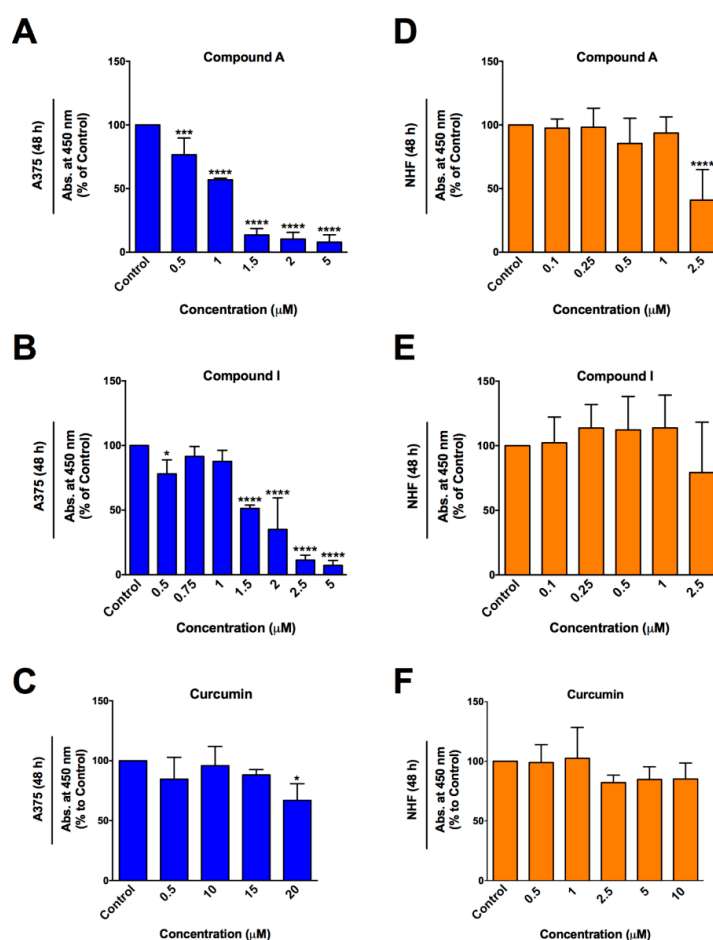 A
Compound A
A375 (48 h)
Abs. at 450 nm
(% of Control)
150
100
50
0
***
****
****
****
****
Control
0.5
1
1.5
2
5
Concentration (μM)
D
Compound A
NHF (48 h)
Abs. at 450 nm
(% of Control)
150
100
50
0
****
Control
0.1
0.25
0.5
1
2.5
Concentration (μM)
B
Compound I
A375 (48 h)
Abs. at 450 nm
(% of Control)
150
100
50
0
*
****
****
****
****
Control
0.5
0.75
1
1.5
2
2.5
5
Concentration (μM)
E
Compound I
NHF (48 h)
Abs. at 450 nm
(% of Control)
150
100
50
0
Control
0.1
0.25
0.5
1
2.5
Concentration (μM)
C
Curcumin
A375 (48 h)
Abs. at 450 nm
(% to Control)
150
100
50
0
*
Control
0.5
10
15
20
Concentration (μM)
F
Curcumin
NHF (48 h)
Abs. at 450 nm
(% to Control)
150
100
50
0
Control
0.5
1
2.5
5
10
Concentration (μM)